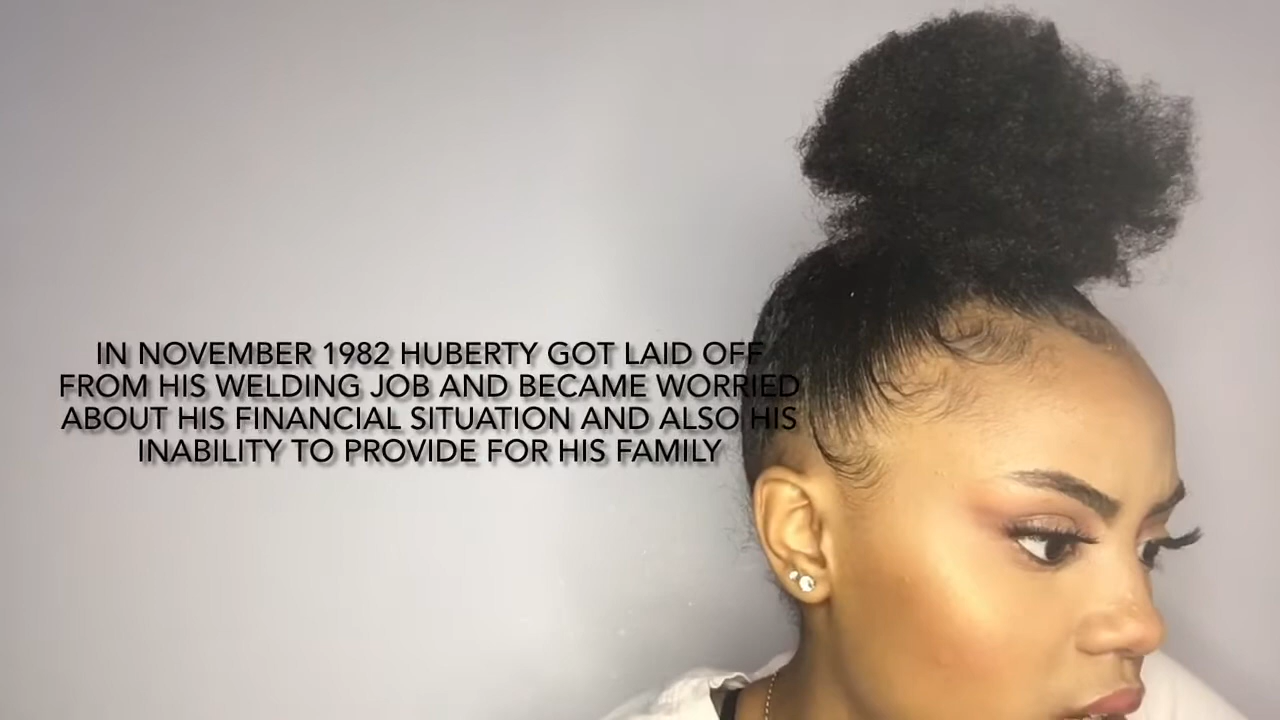 IN NOVEMBER 1982 HUBERTY GOT LAID OFF
FROM HIS WELDING JOB AND BECAME WORRIED
ABOUT HIS FINANCIAL SITUATION AND ALSO HIS
INABILITY TO PROVIDE FOR HIS FAMILY